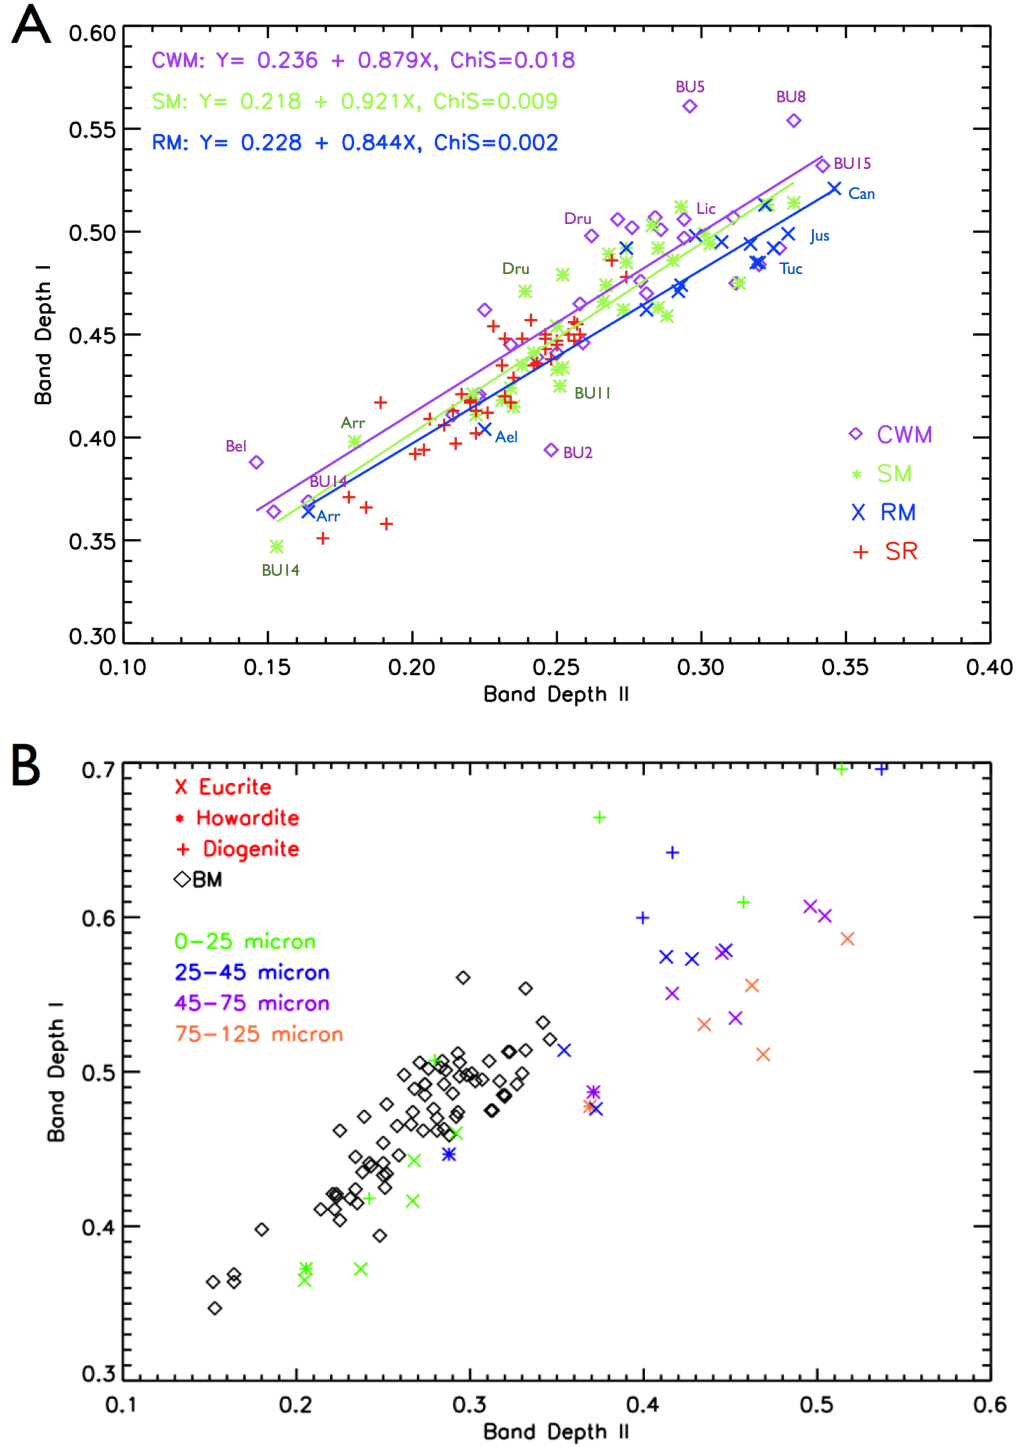 A
0.60
CWM: Y= 0.236 + 0.879X, ChiS=0.018
SM: Y= 0.218 + 0.921X, ChiS=0.009
RM: Y= 0.228 + 0.844X, ChiS=0.002
BU5
BU8
0.55
BU15
Can
Lic
Dru
Jus
0.50
Tuc
Dru
Band Depth I
0.45
BU11
Arr
Ael
0.40
Bel
BU2
CWM
BU14
SM
Arr
RM
0.35
SR
BU14
0.30
0.10 0.15 0.20 0.25 0.30 0.35 0.40
Band Depth II
B
0.7
Eucrite
Howardite
Diogenite
BM
0.6
0-25 micron
25-45 micron
45-75 micron
75-125 micron
Band Depth I
0.5
0.4
0.3
0.1 0.2 0.3 0.4 0.5 0.6
Band Depth II